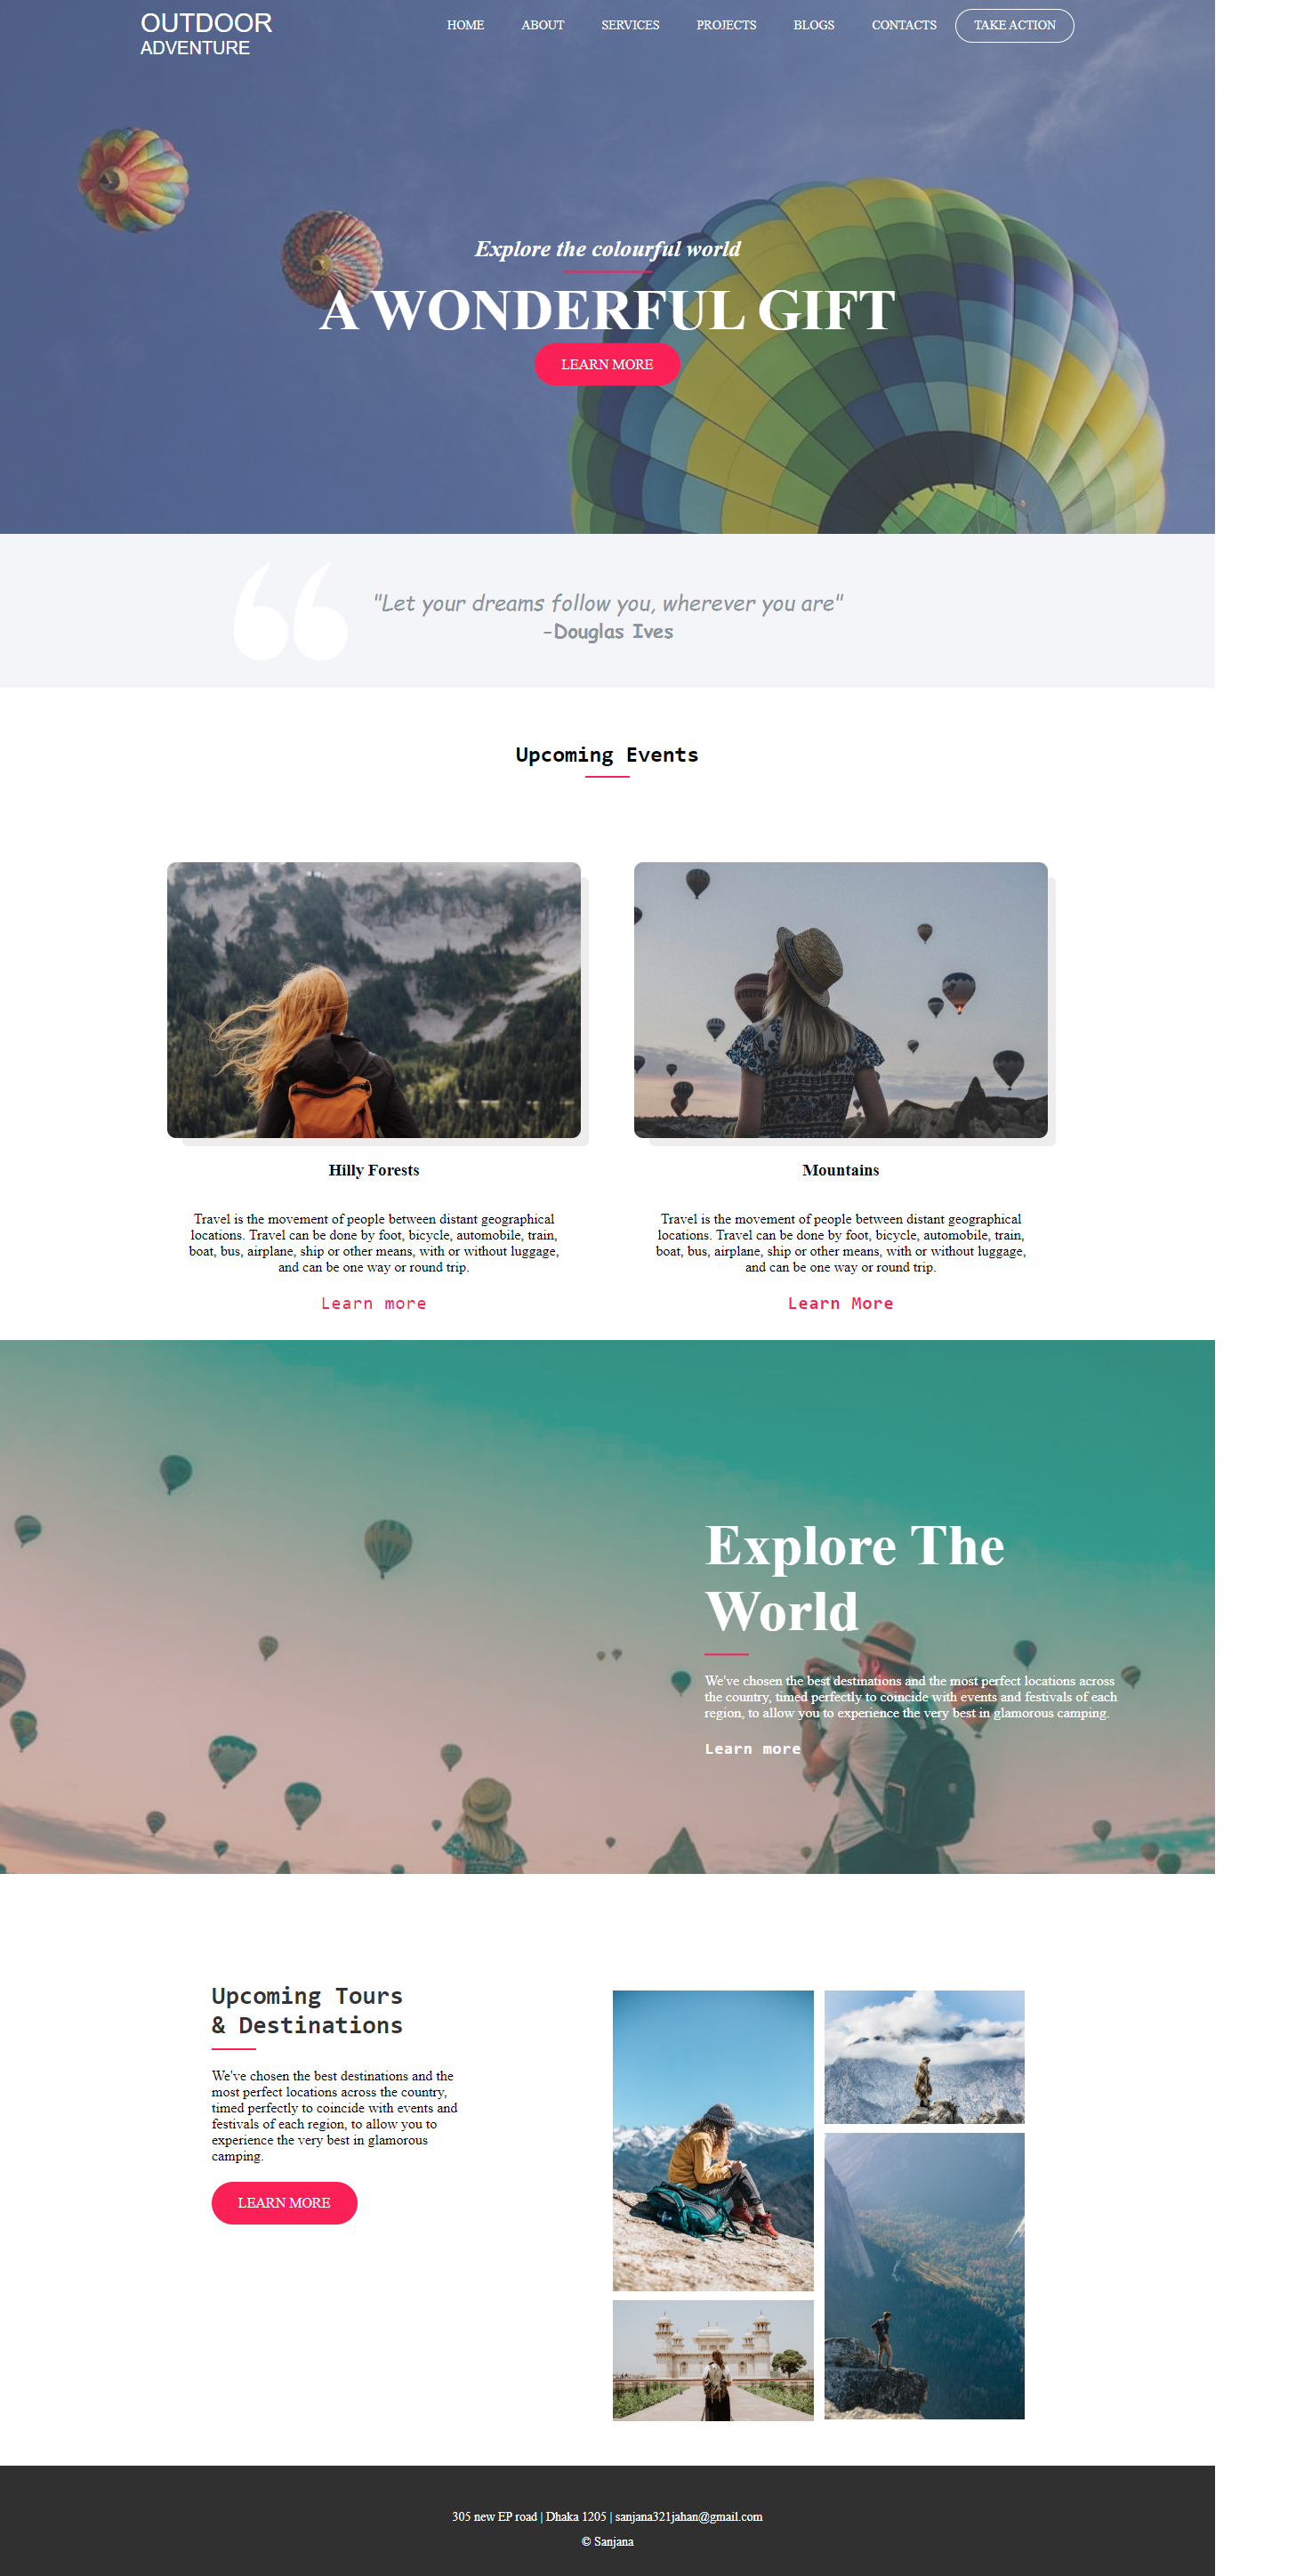 OUTDOOR
ADVENTURE
HOME ABOUT SERVICES PROJECTS BLOGS CONTACTS TAKE ACTION
Explore the colourful world
A WONDERFUL GIFT
LEARN MORE
"Let your dreams follow you, wherever you are"
-Douglas Ives
Upcoming Events
Hilly Forests
Travel is the movement of people between distant geographical
locations. Travel can be done by foot, bicycle, automobile, train,
boat, bus, airplane, ship or other means, with or without luggage,
and can be one way or round trip.
Learn more
Mountains
Travel is the movement of people between distant geographical
locations. Travel can be done by foot, bicycle, automobile, train,
boat, bus, airplane, ship or other means, with or without luggage,
and can be one way or round trip.
Learn More
Explore The
World
We've chosen the best destinations and the most perfect locations across
the country, timed perfectly to coincide with events and festivals of each
region, to allow you to experience the very best in glamorous camping.
Learn more
Upcoming Tours
& Destinations
We've chosen the best destinations and the
most perfect locations across the country,
timed perfectly to coincide with events and
festivals of each region, to allow you to
experience the very best in glamorous
camping.
LEARN MORE
305 new EP road | Dhaka 1205 | sanjana321jahan@gmail.com
© Sanjana